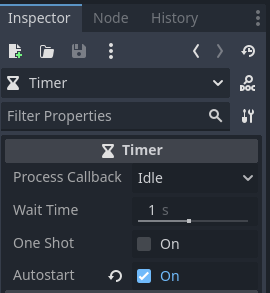 Inspector Node History
Timer
DOC
Filter Properties
Timer
Process Callback Idle
Wait Time 1 s
One Shot On
Autostart On